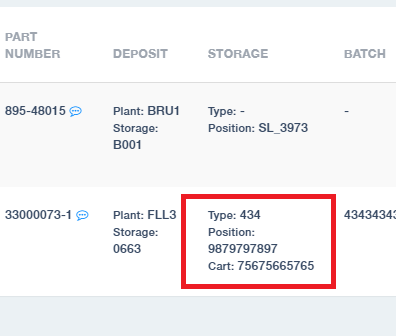 PART NUMBER DEPOSIT STORAGE BATCH
895-48015 Plant: BRU1 Type: - -
Storage: Position: SL_3973
B001
33000073-1 Plant: FLL3 Type: 434 43434343
Storage: Position:
0663 9879797897
Cart: 75675665765